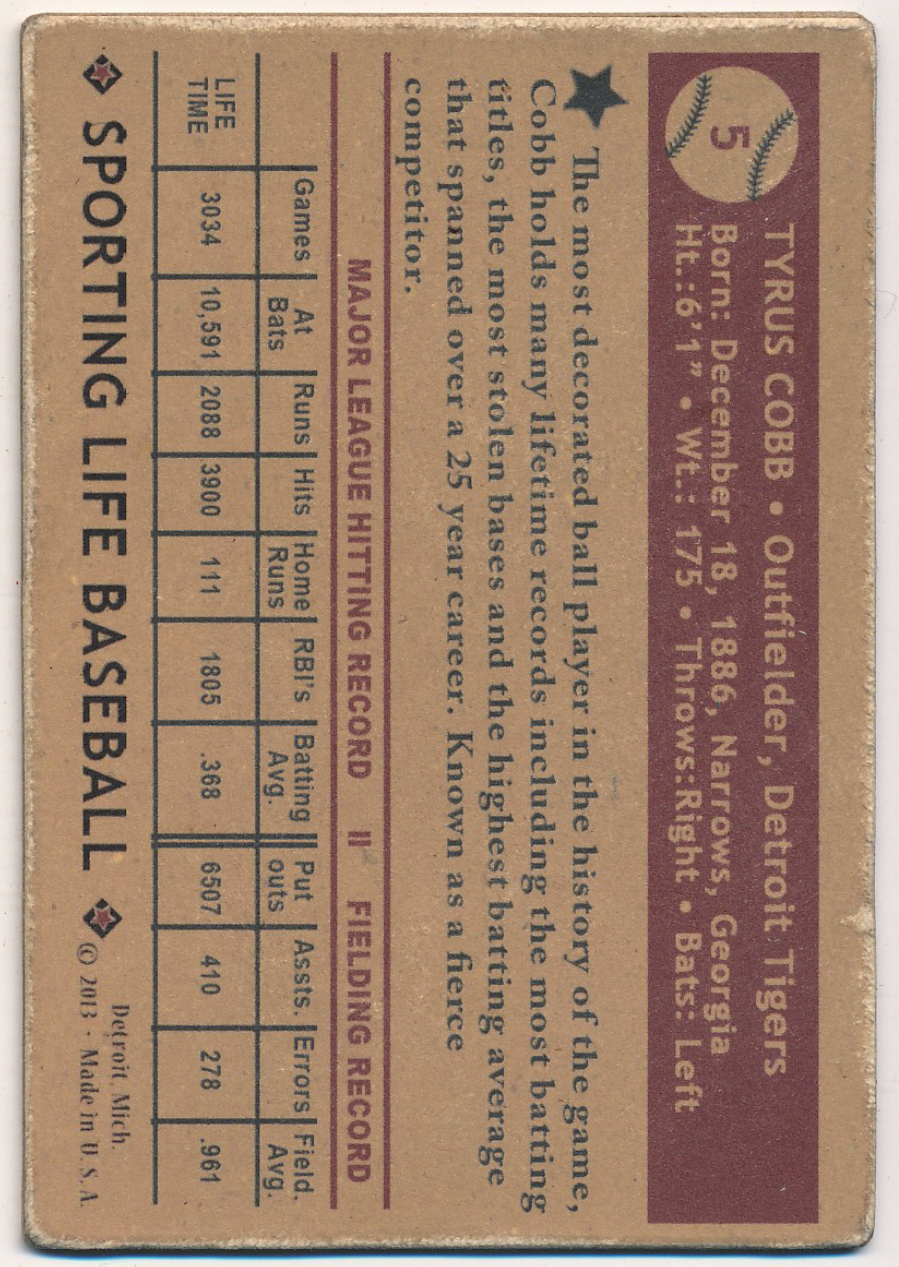 5
TYRUS COBB • Outfielder, Detroit Tigers
Born: December 18, 1886, Narrows, Georgia
Ht.:6’1” • Wt.: 175 • Throws:Right • Bats: Left
The most decorated ball player in the history of the game,
Cobb holds many lifetime records including the most batting
titles, the most stolen bases and the highest batting average
that spanned over a 25 year career. Known as a fierce
competitor.
MAJOR LEAGUE HITTING RECORD || FIELDING RECORD
Games At Bats Runs Hits Home Runs RBI's Batting Avg. Put outs Assts. Errors Field. Avg.
LIFE TIME 3034 10,591 2088 3900 111 1805 .368 6507 410 278 .961
SPORTING LIFE BASEBALL
Detroit, Mich.
© 2013 · Made in U.S.A.